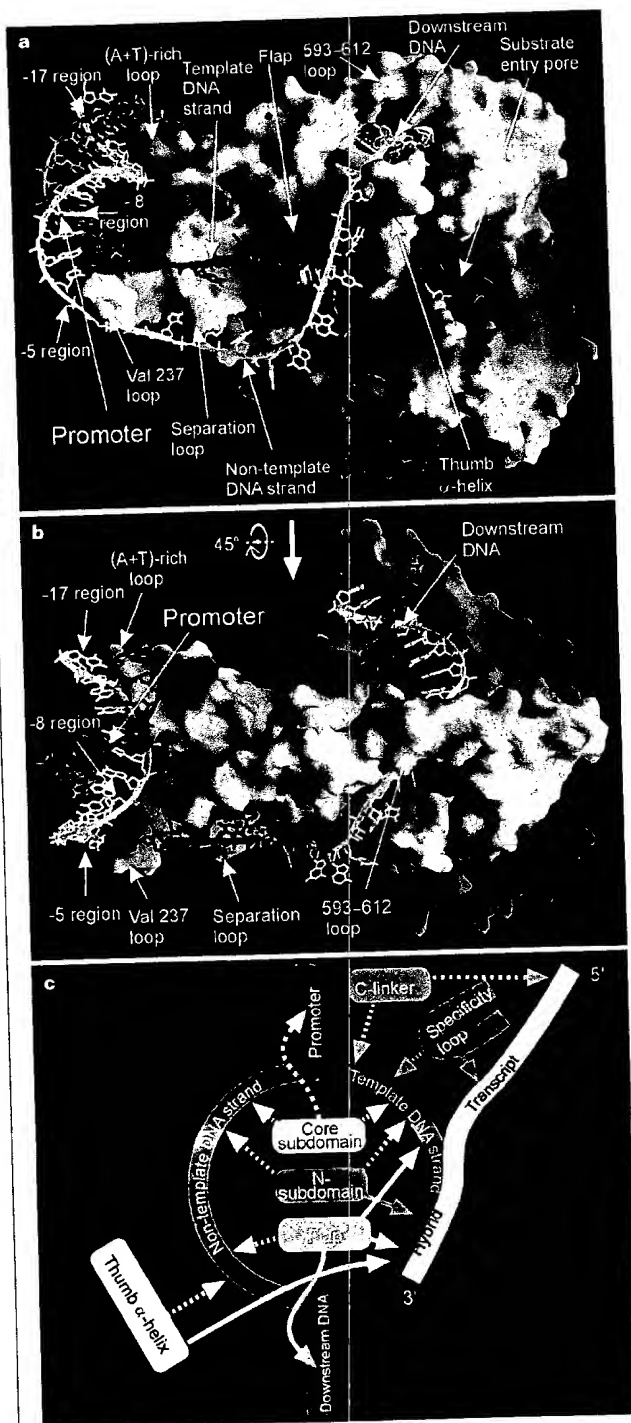 a
(A+T)-rich
loop
-17 region
Template
DNA
strand
Flap
593–612
loop
Downstream
DNA
Substrate
entry pore
-8
region
-5 region
Val 237
loop
Promoter
Separation
loop
Non-template
DNA strand
Thumb
α-helix
b
45°
(A+T)-rich
loop
-17 region
Promoter
Downstream
DNA
-8 region
-5 region
Val 237
loop
Separation
loop
593–612
loop
c
C-linker
5'
Promoter
Specificity
loop
Transcript
Non-template DNA strand
Template DNA strand
Core
subdomain
N-
subdomain
Hybrid
3'
Thumb α-helix
Downstream DNA